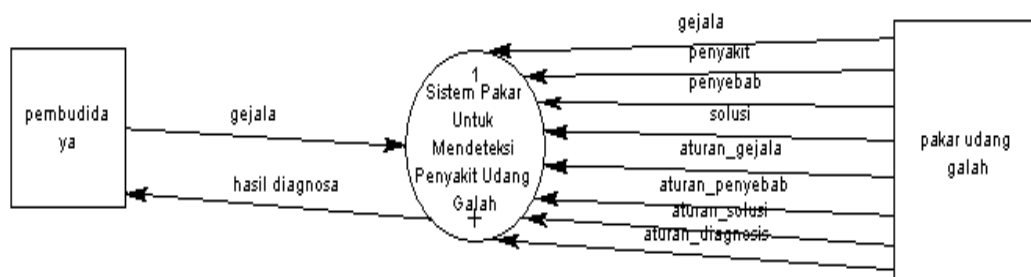 pembudida
ya
gejala
hasil diagnosa
1
Sistem Pakar
Untuk
Mendeteksi
Penyakit Udang
Galah
gejala
penyakit
penyebab
solusi
aturan_gejala
aturan_penyebab
aturan_solusi
aturan_diagnosis
pakar udang
galah